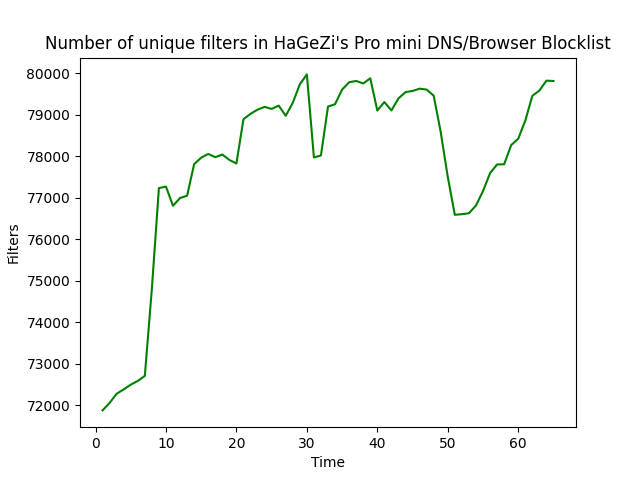 Number of unique filters in HaGeZi's Pro mini DNS/Browser Blocklist
80000
79000
78000
77000
76000
75000
74000
73000
72000
Filters
0 10 20 30 40 50 60
Time